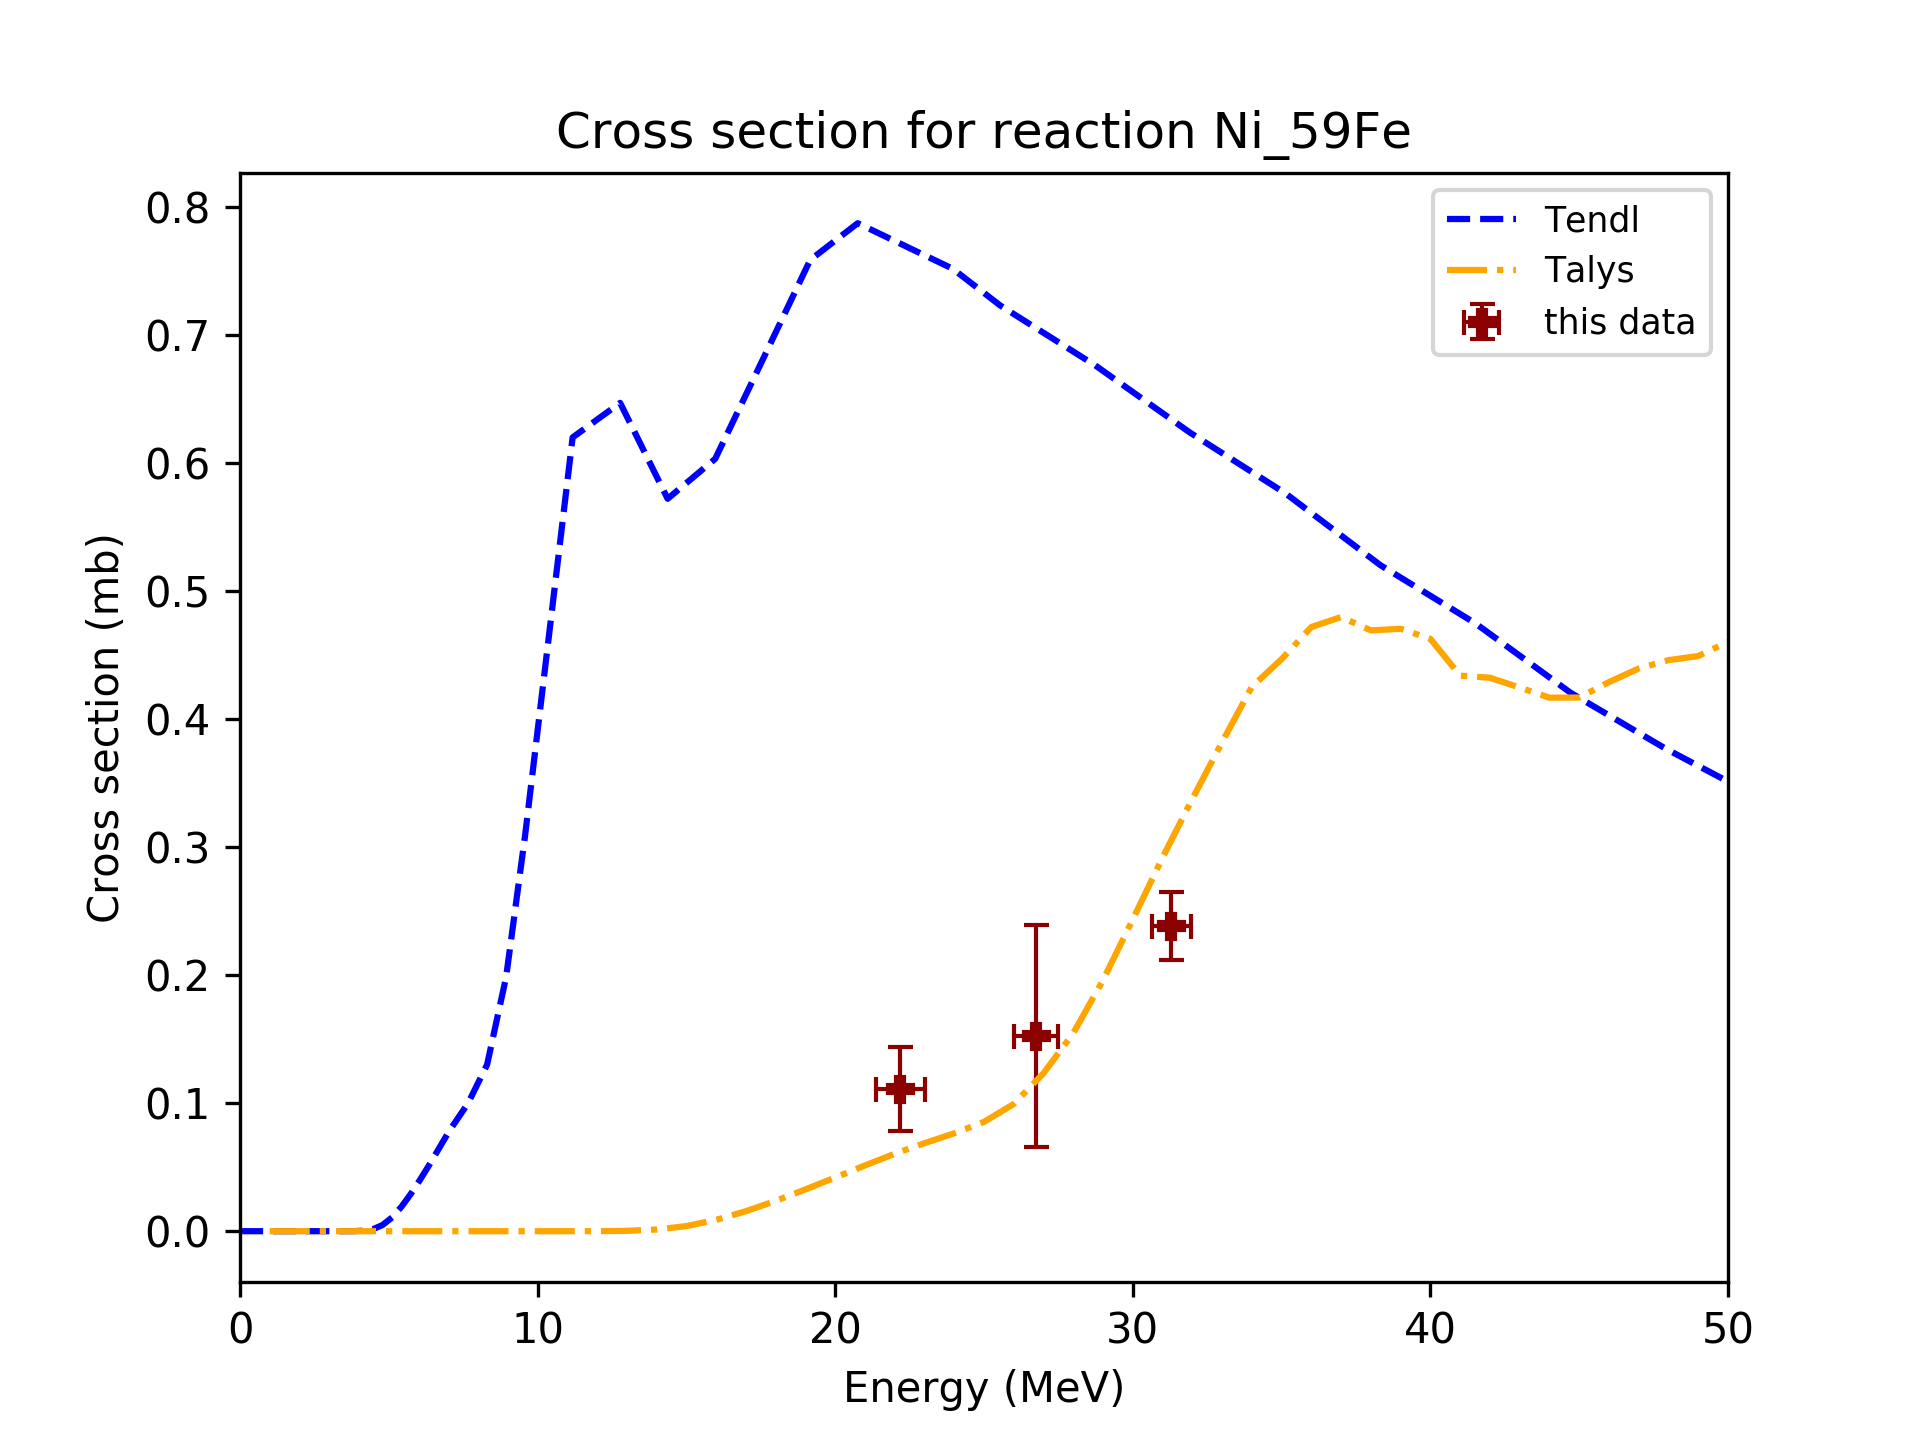 Cross section for reaction Ni_59Fe
Tendl
Talys
this data
Cross section (mb)
0.8
0.7
0.6
0.5
0.4
0.3
0.2
0.1
0.0
0 10 20 30 40 50
Energy (MeV)